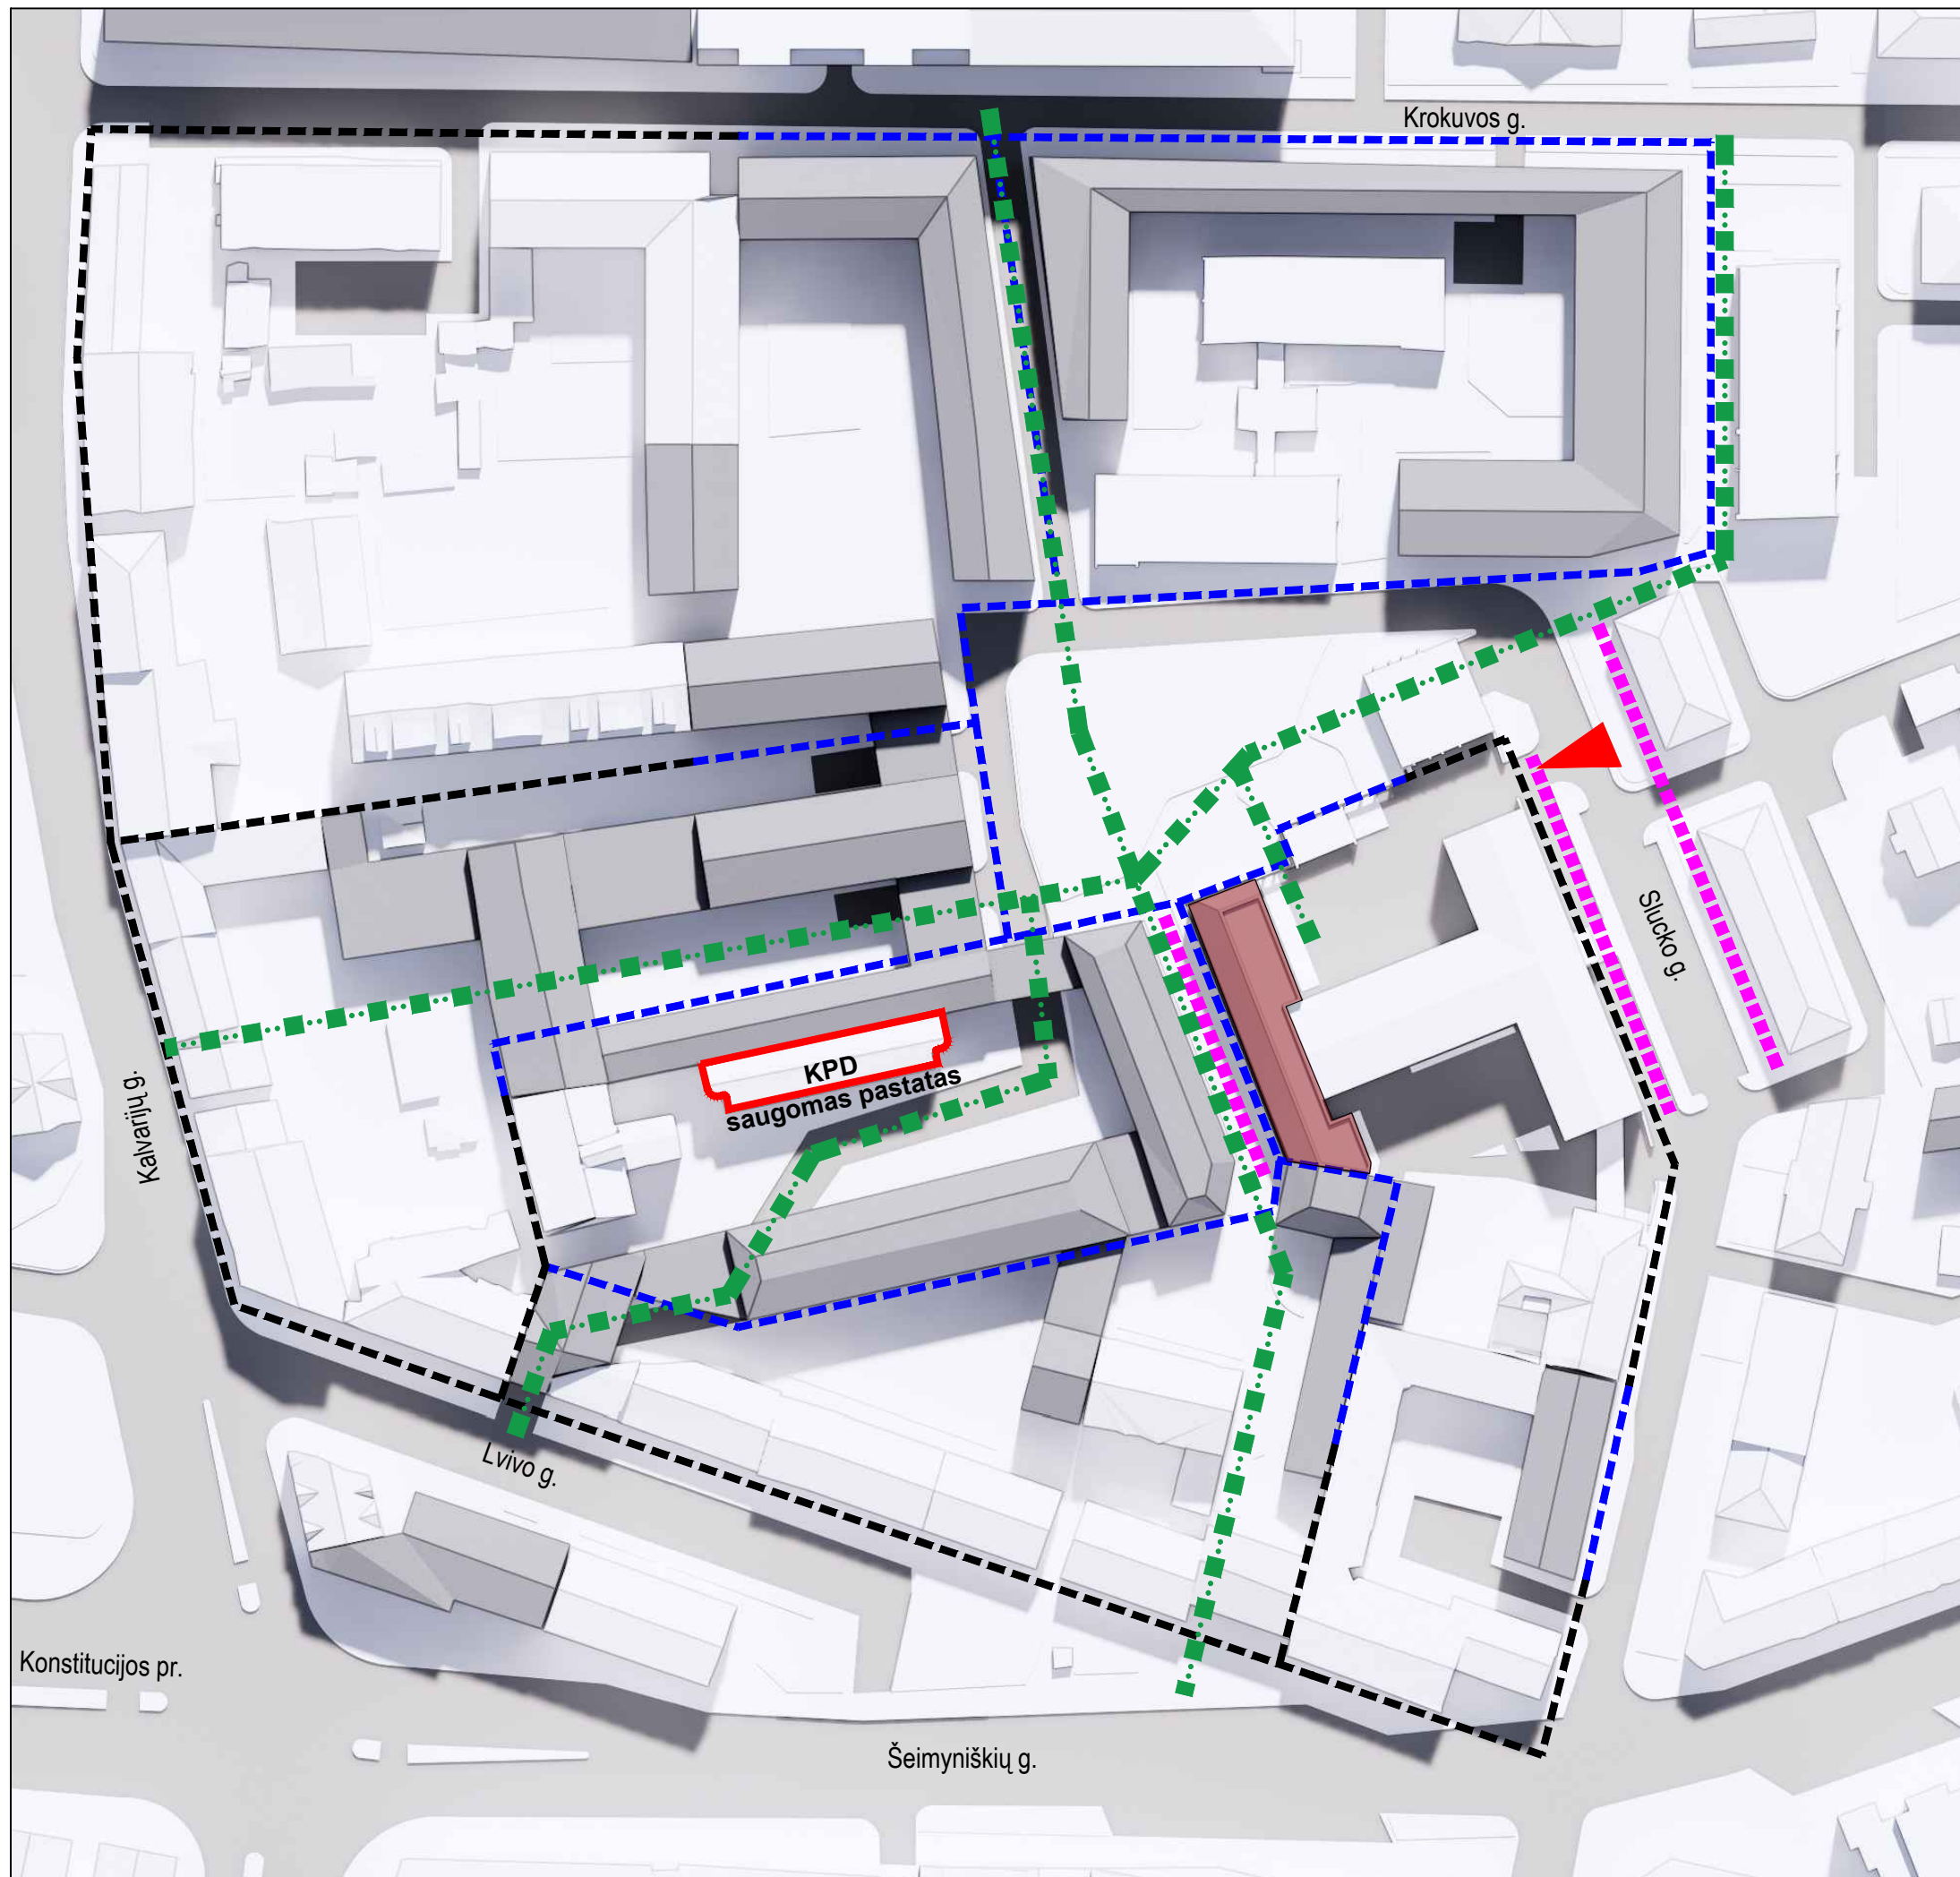 Krokuvos g.
Slucko g.
KPD
saugomas pastatas
Kalvarijų g.
Lvivo g.
Konstitucijos pr.
Šeimyniškių g.